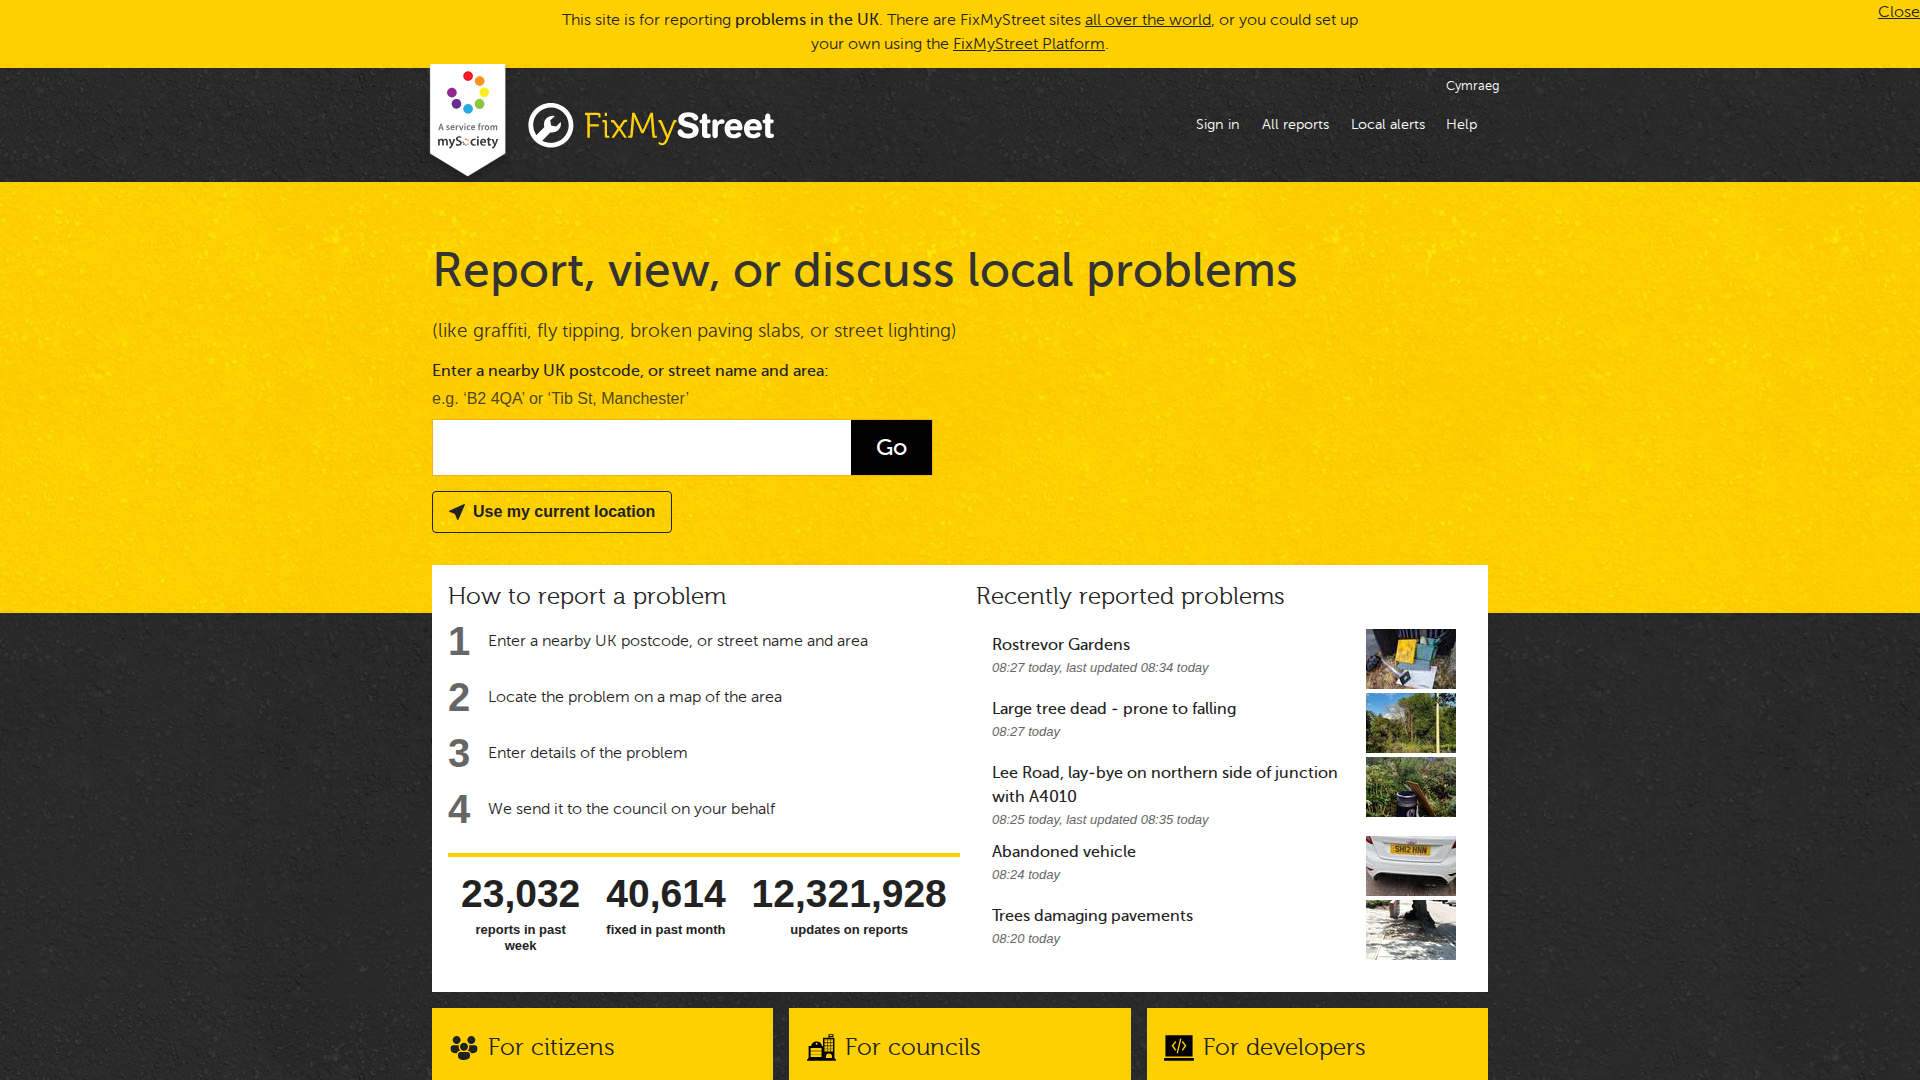 This site is for reporting problems in the UK. There are FixMyStreet sites all over the world, or you could set up
your own using the FixMyStreet Platform.
Close
Cymraeg
A service from
mySociety
FixMyStreet
Sign in
All reports
Local alerts
Help
Report, view, or discuss local problems
(like graffiti, fly tipping, broken paving slabs, or street lighting)
Enter a nearby UK postcode, or street name and area:
e.g. ‘B2 4QA’ or ‘Tib St, Manchester’
Go
Use my current location
How to report a problem
1 Enter a nearby UK postcode, or street name and area
2 Locate the problem on a map of the area
3 Enter details of the problem
4 We send it to the council on your behalf
23,032
reports in past
week
40,614
fixed in past month
12,321,928
updates on reports
Recently reported problems
Rostrevor Gardens
08:27 today, last updated 08:34 today
Large tree dead - prone to falling
08:27 today
Lee Road, lay-bye on northern side of junction
with A4010
08:25 today, last updated 08:35 today
Abandoned vehicle
08:24 today
SH12 HNN
Trees damaging pavements
08:20 today
For citizens
For councils
For developers